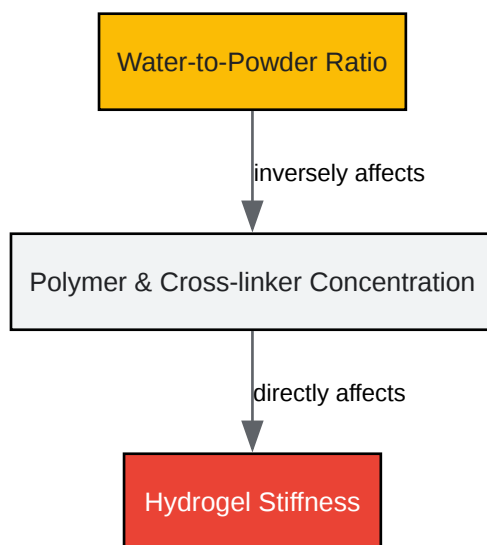 Water-to-Powder Ratio
inversely affects
Polymer & Cross-linker Concentration
directly affects
Hydrogel Stiffness